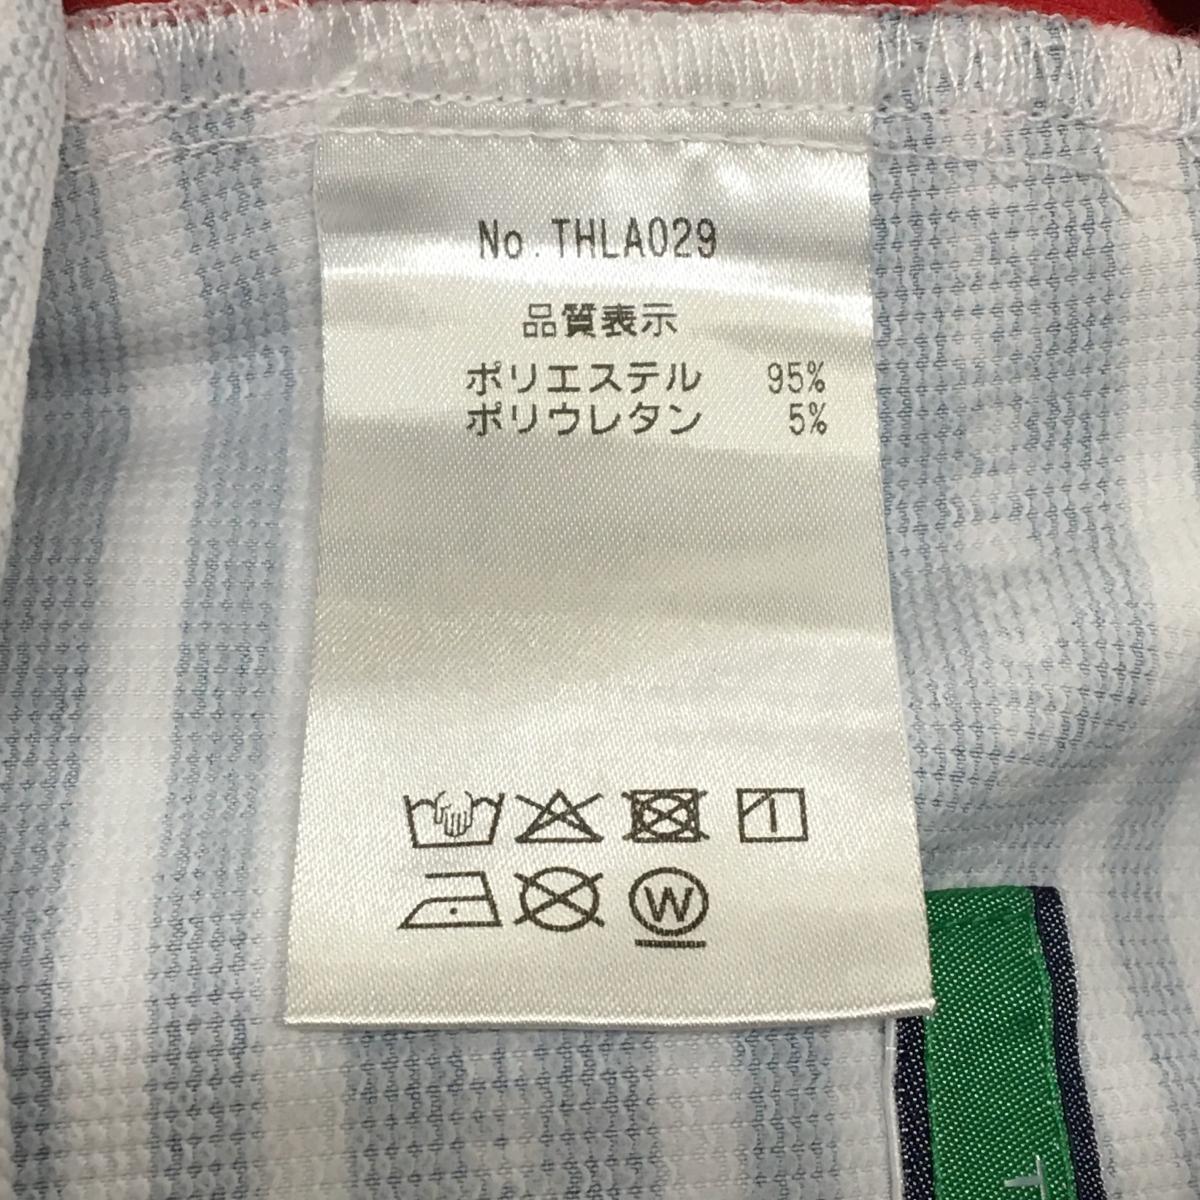 No. THLA029
品質表示
ポリエステル 95%
ポリウレタン 5%
W
T